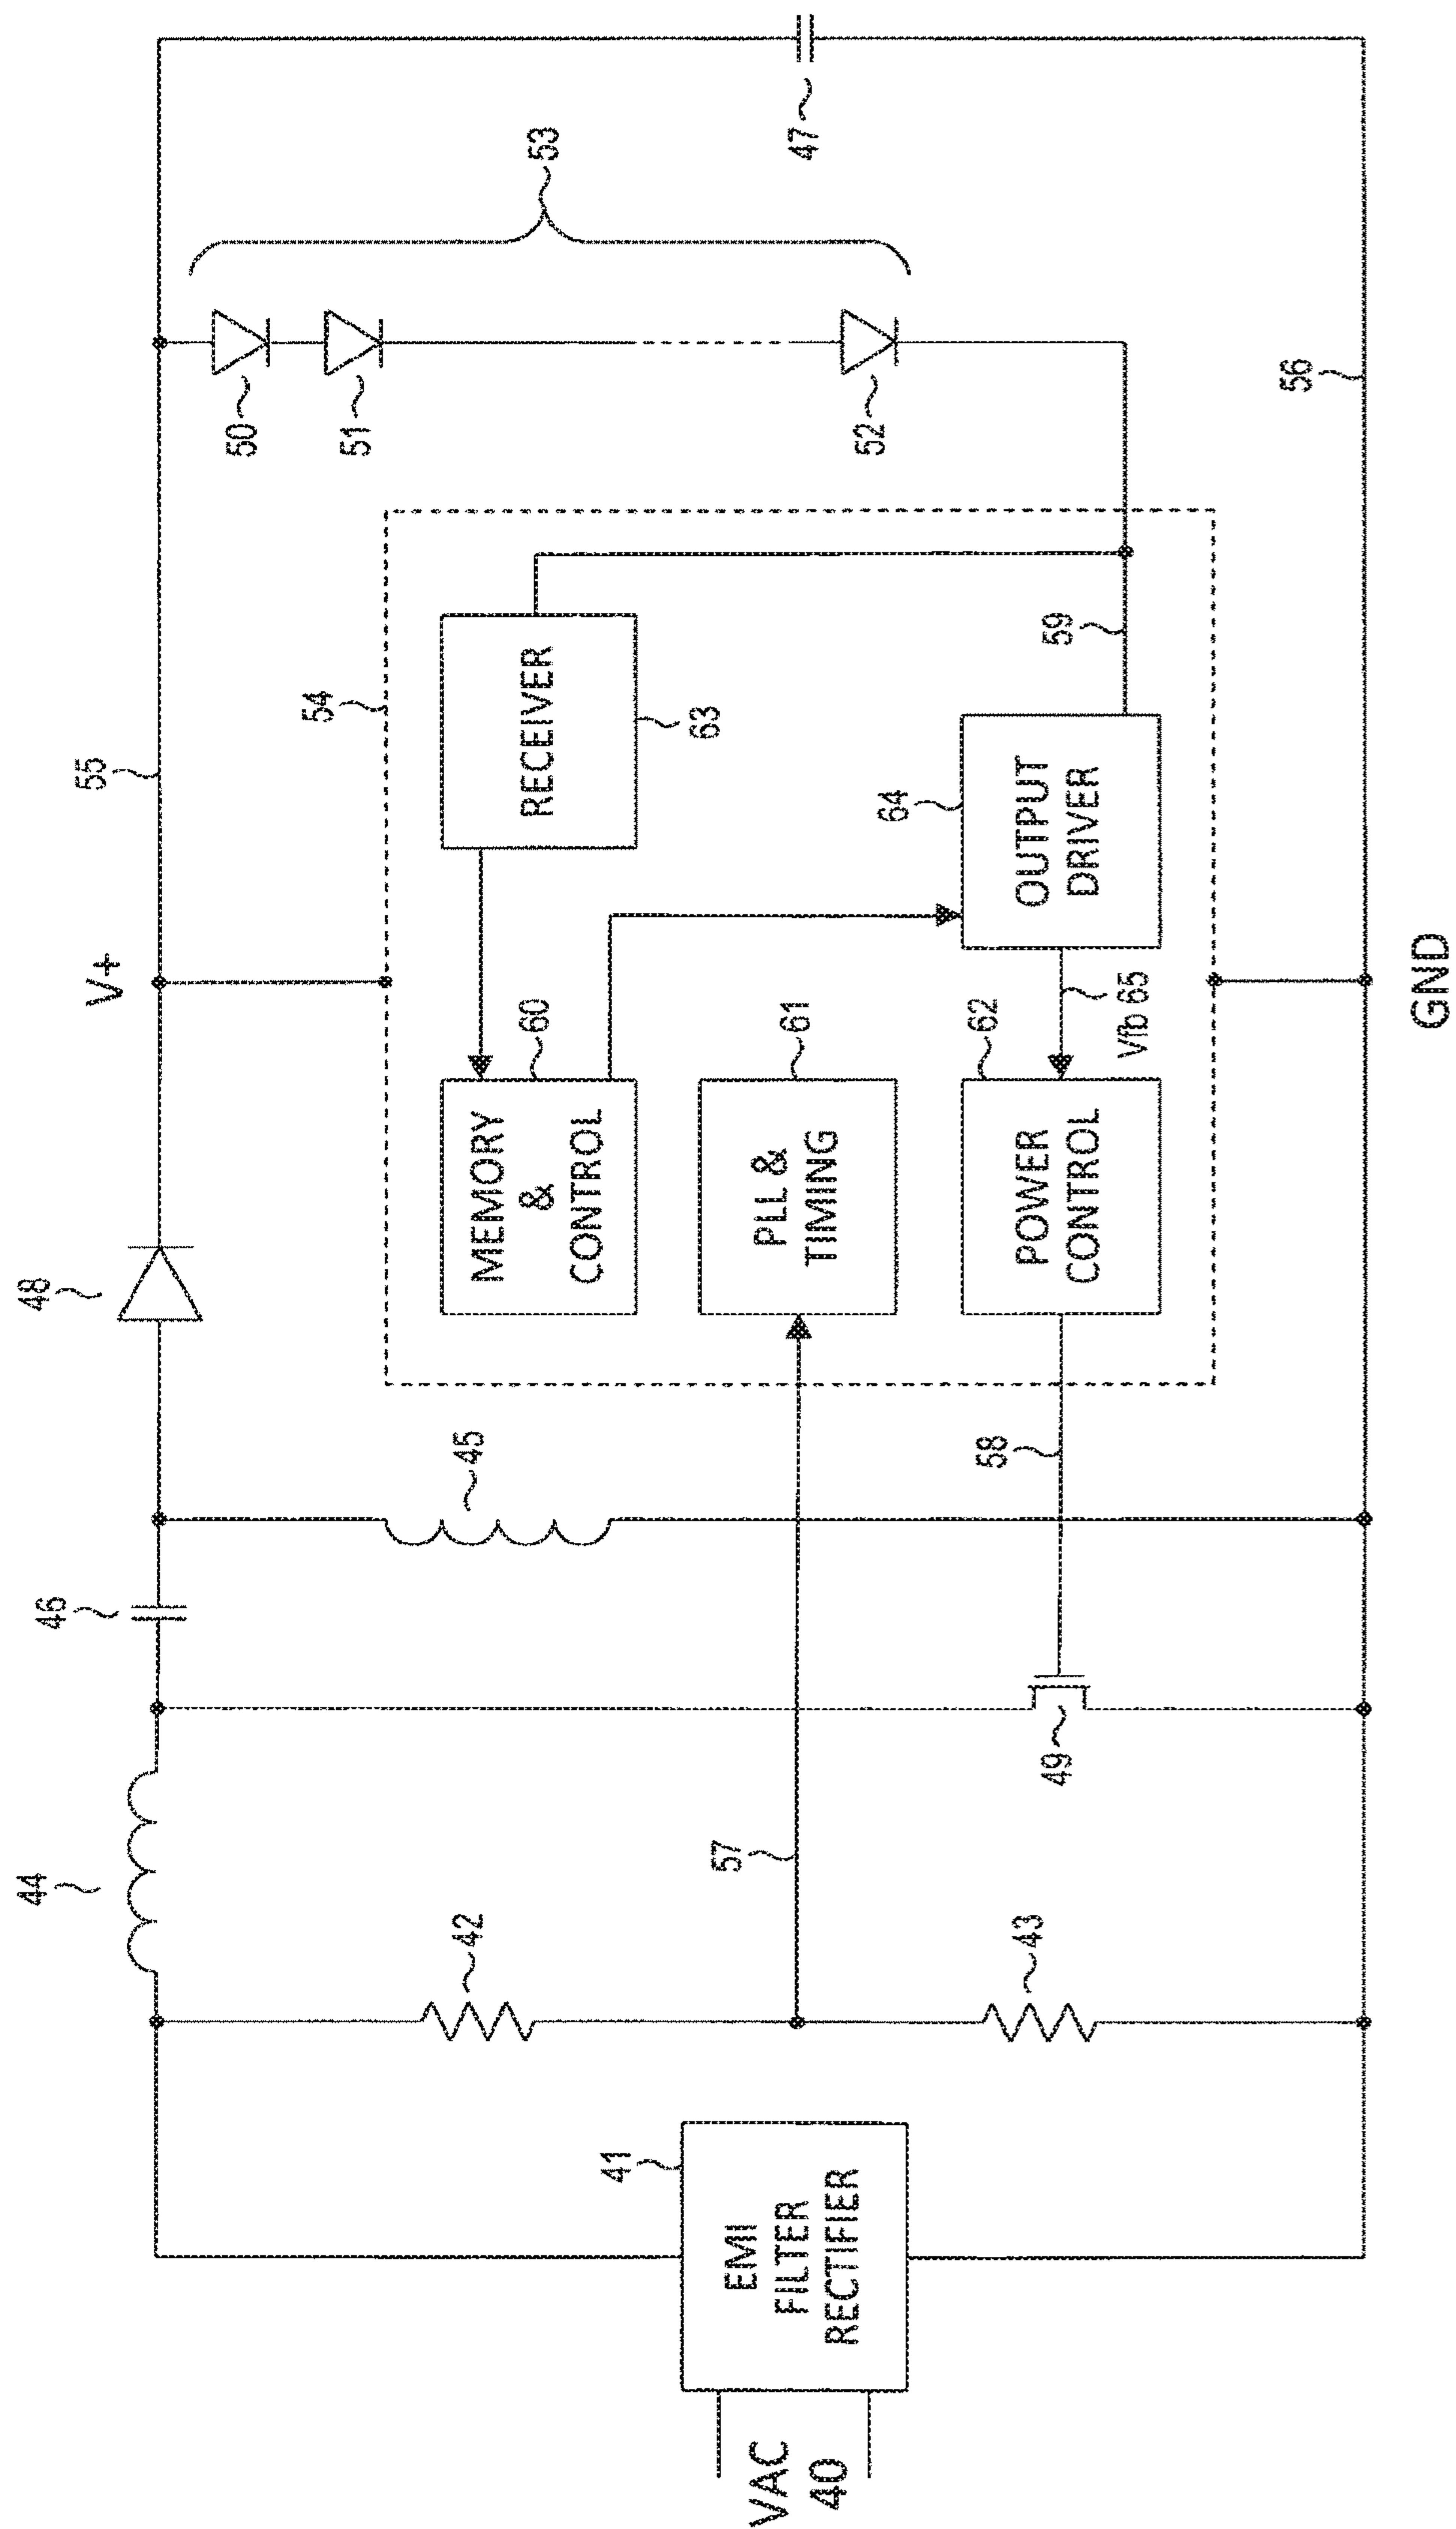 VAC
40
EMI
FILTER
RECTIFIER
41
42
43
44
57
49
46
45
58
48
MEMORY
&
CONTROL
60
PLL &
TIMING
61
POWER
CONTROL
62
Vfb 65
V+
GND
55
54
RECEIVER
63
OUTPUT
DRIVER
64
59
50
51
52
56
53
47